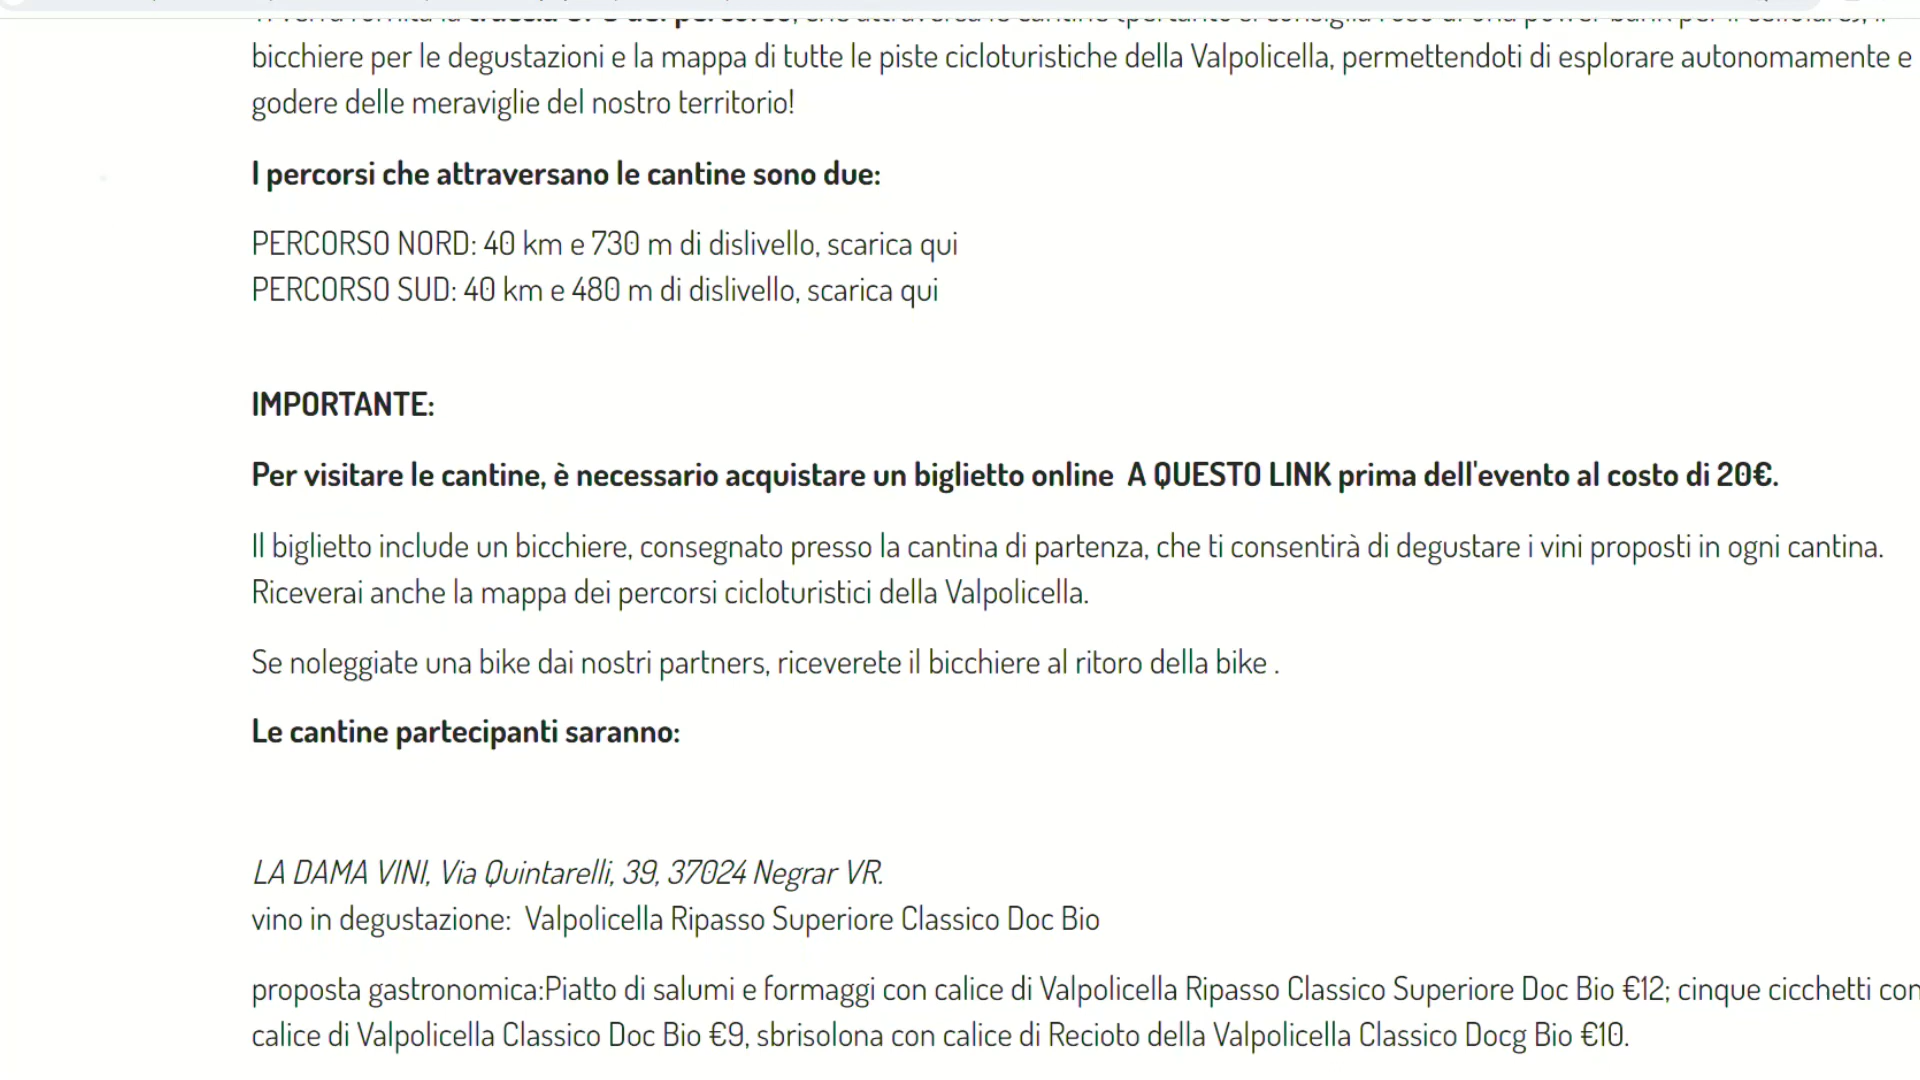 bicchiere per le degustazioni e la mappa di tutte le piste cicloturistiche della Valpolicella, permettendoti di esplorare autonomamente e
godere delle meraviglie del nostro territorio!
I percorsi che attraversano le cantine sono due:
PERCORSO NORD: 40 km e 730 m di dislivello, scarica qui
PERCORSO SUD: 40 km e 480 m di dislivello, scarica qui
IMPORTANTE:
Per visitare le cantine, è necessario acquistare un biglietto online  A QUESTO LINK prima dell'evento al costo di 20€.
Il biglietto include un bicchiere, consegnato presso la cantina di partenza, che ti consentirà di degustare i vini proposti in ogni cantina.
Riceverai anche la mappa dei percorsi cicloturistici della Valpolicella.
Se noleggiate una bike dai nostri partners, riceverete il bicchiere al ritoro della bike .
Le cantine partecipanti saranno:
LA DAMA VINI, Via Quintarelli, 39, 37024 Negrar VR.
vino in degustazione:  Valpolicella Ripasso Superiore Classico Doc Bio
proposta gastronomica:Piatto di salumi e formaggi con calice di Valpolicella Ripasso Classico Superiore Doc Bio €12; cinque cicchetti con
calice di Valpolicella Classico Doc Bio €9, sbrisolona con calice di Recioto della Valpolicella Classico Docg Bio €10.